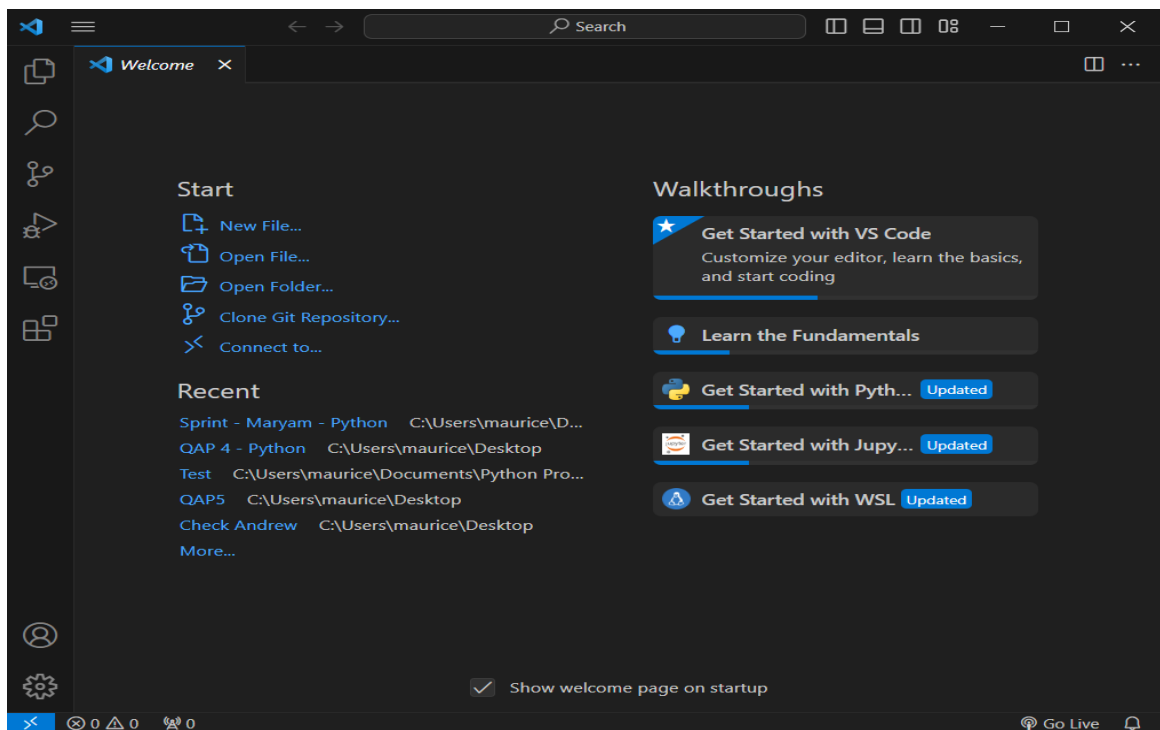 Search
Welcome
Start
New File...
Open File...
Open Folder...
Clone Git Repository...
Connect to...
Recent
Sprint - Maryam - Python C:\Users\maurice\D...
QAP 4 - Python C:\Users\maurice\Desktop
Test C:\Users\maurice\Documents\Python Pro...
QAP5 C:\Users\maurice\Desktop
Check Andrew C:\Users\maurice\Desktop
More...
Walkthroughs
Get Started with VS Code
Customize your editor, learn the basics,
and start coding
Learn the Fundamentals
Get Started with Pyth... Updated
Get Started with Jupy... Updated
Get Started with WSL Updated
Show welcome page on startup
0 0 0 Go Live